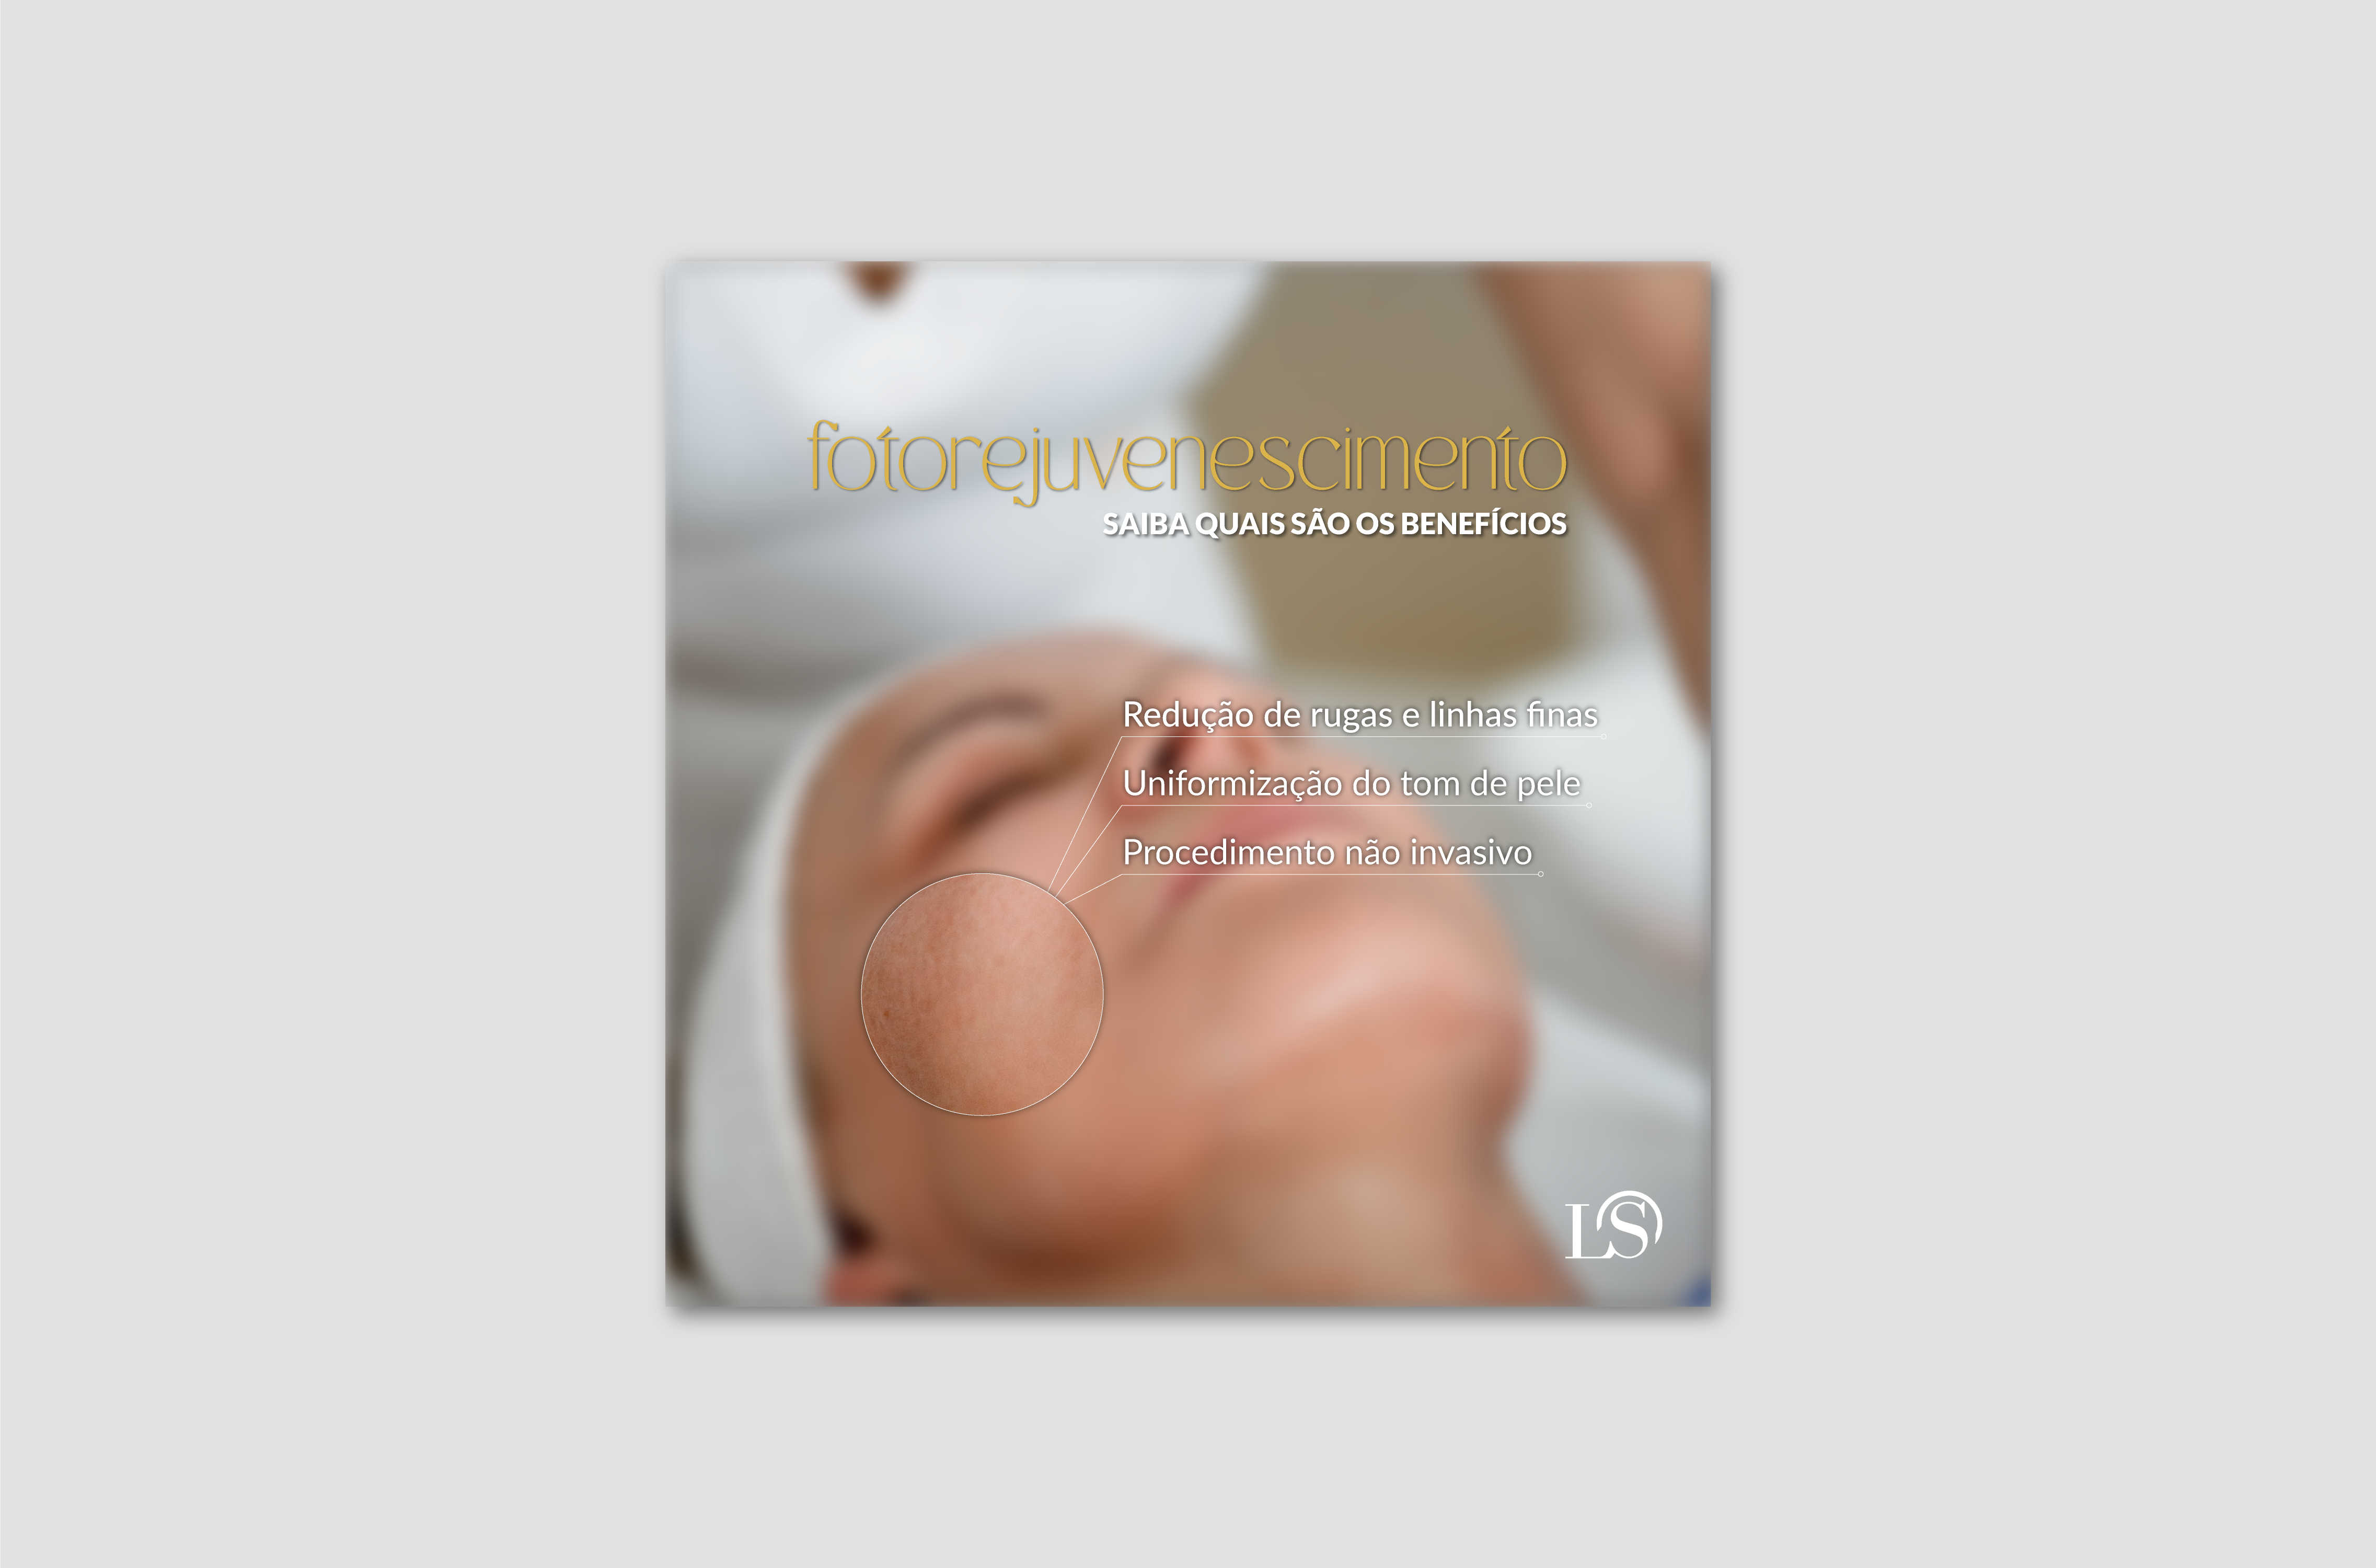 fotorejuvenescimento
SAIBA QUAIS SÃO OS BENEFÍCIOS
Redução de rugas e linhas finas
Uniformização do tom de pele
Procedimento não invasivo
LS